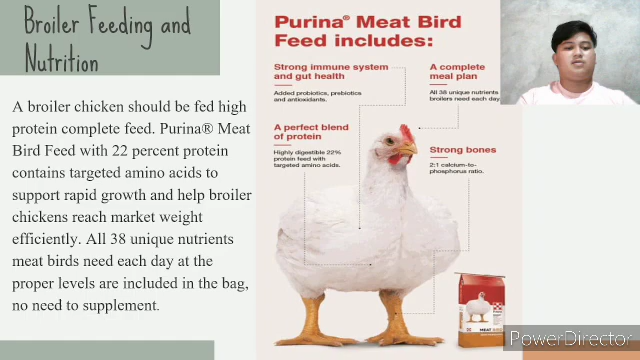 Broiler Feeding and
Nutrition
A broiler chicken should be fed high
protein complete feed. Purina® Meat
Bird Feed with 22 percent protein
contains targeted amino acids to
support rapid growth and help broiler
chickens reach market weight
efficiently. All 38 unique nutrients
meat birds need each day at the
proper levels are included in the bag,
no need to supplement.
Purina® Meat Bird
Feed includes:
Strong immune system
and gut health
Added probiotics, prebiotics
and antioxidants.
A complete
meal plan
All 38 unique nutrients
broilers need each day
A perfect blend
of protein
Highly digestible 22%
protein feed with
targeted amino acids.
Strong bones
2:1 calcium-to-
phosphorus ratio.
MEAT BIRD
PowerDirector